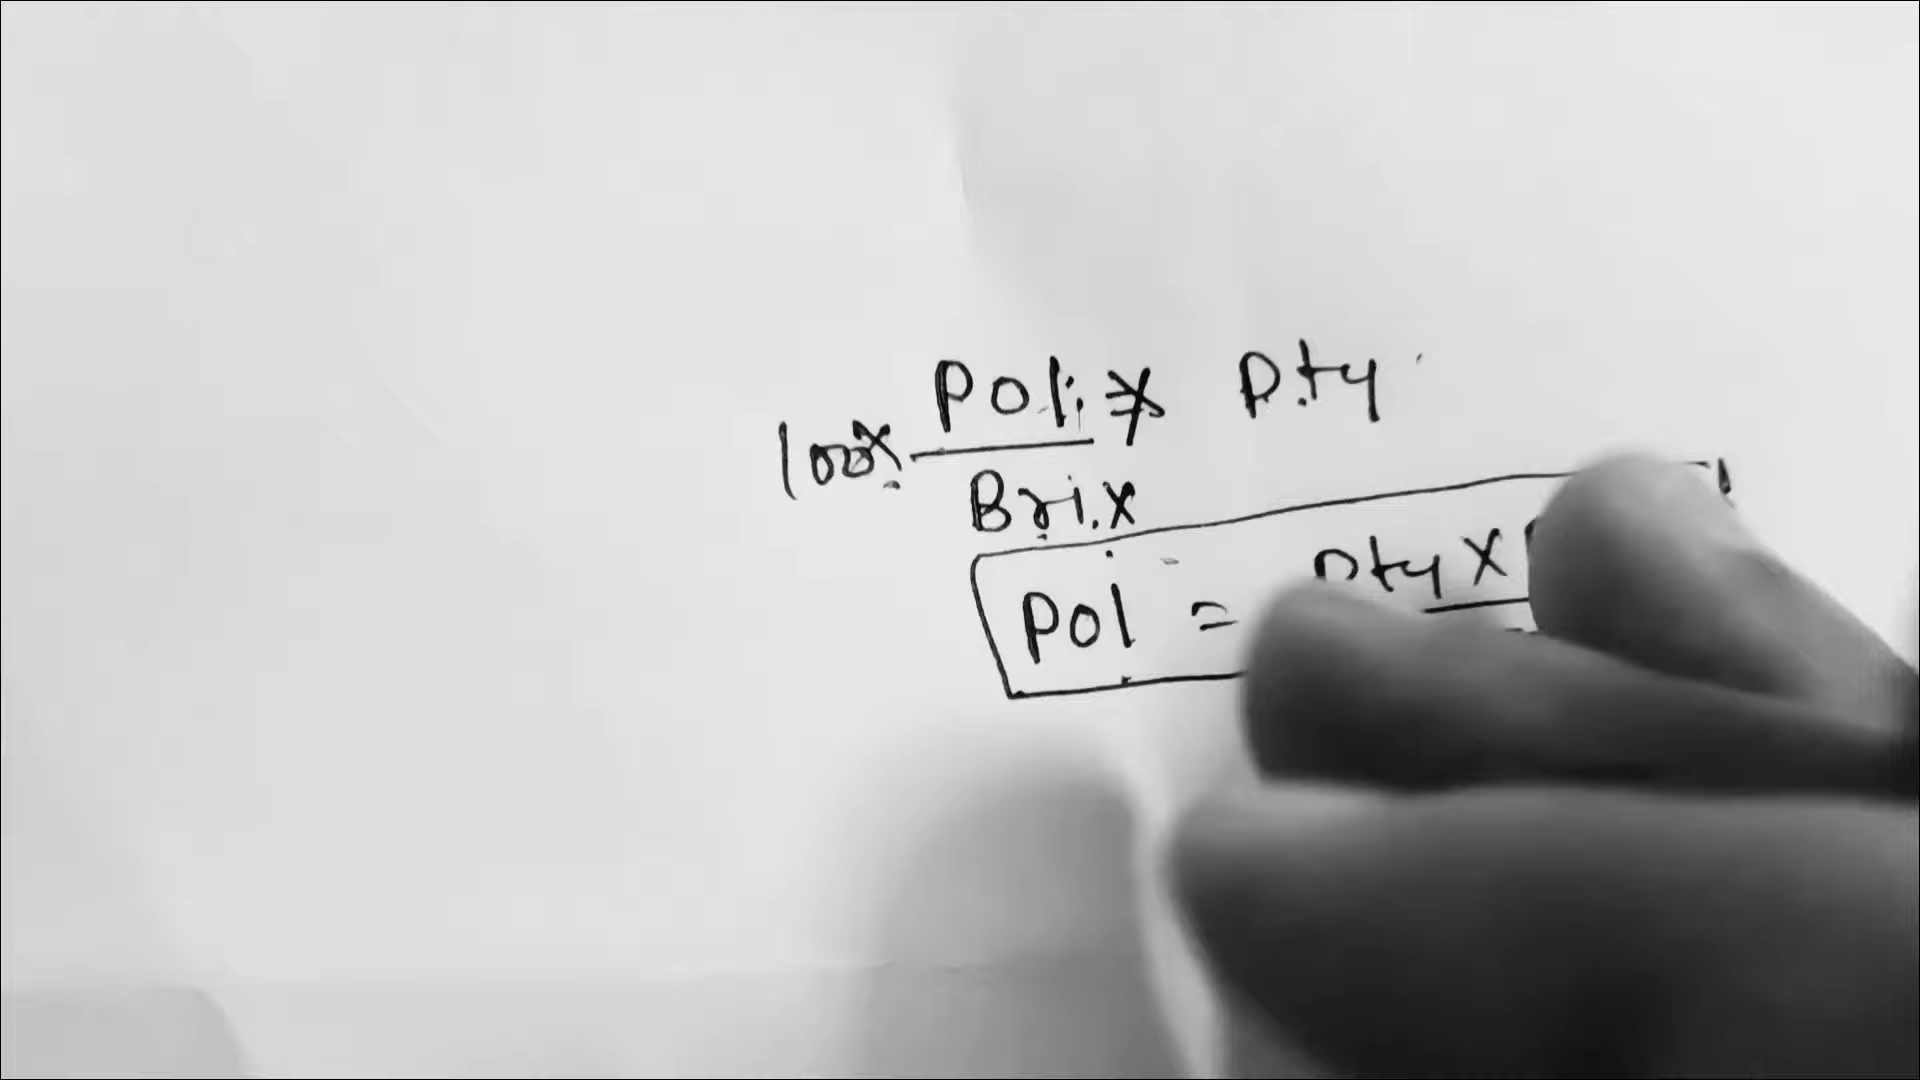 100x Pol = Pty
Brix
Pol = Pty X